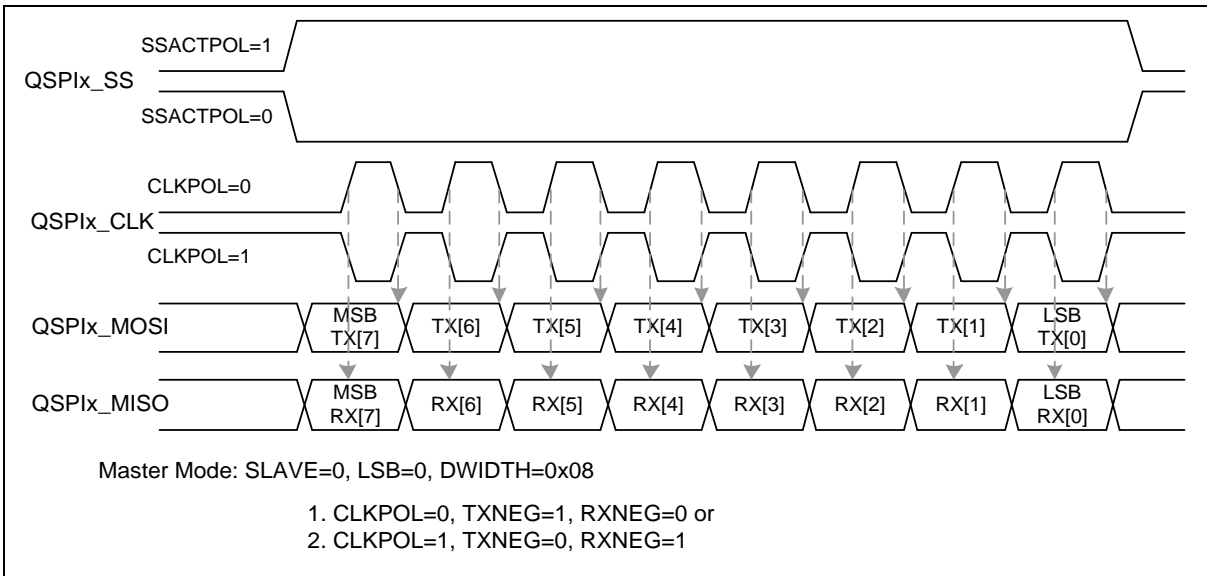 SSACTPOL=1
QSPIx_SS
SSACTPOL=0
CLKPOL=0
QSPIx_CLK
CLKPOL=1
QSPIx_MOSI
MSB TX[6] TX[5] TX[4] TX[3] TX[2] TX[1] LSB
TX[7] TX[0]
QSPIx_MISO
MSB RX[6] RX[5] RX[4] RX[3] RX[2] RX[1] LSB
RX[7] RX[0]
Master Mode: SLAVE=0, LSB=0, DWIDTH=0x08
1. CLKPOL=0, TXNEG=1, RXNEG=0 or
2. CLKPOL=1, TXNEG=0, RXNEG=1